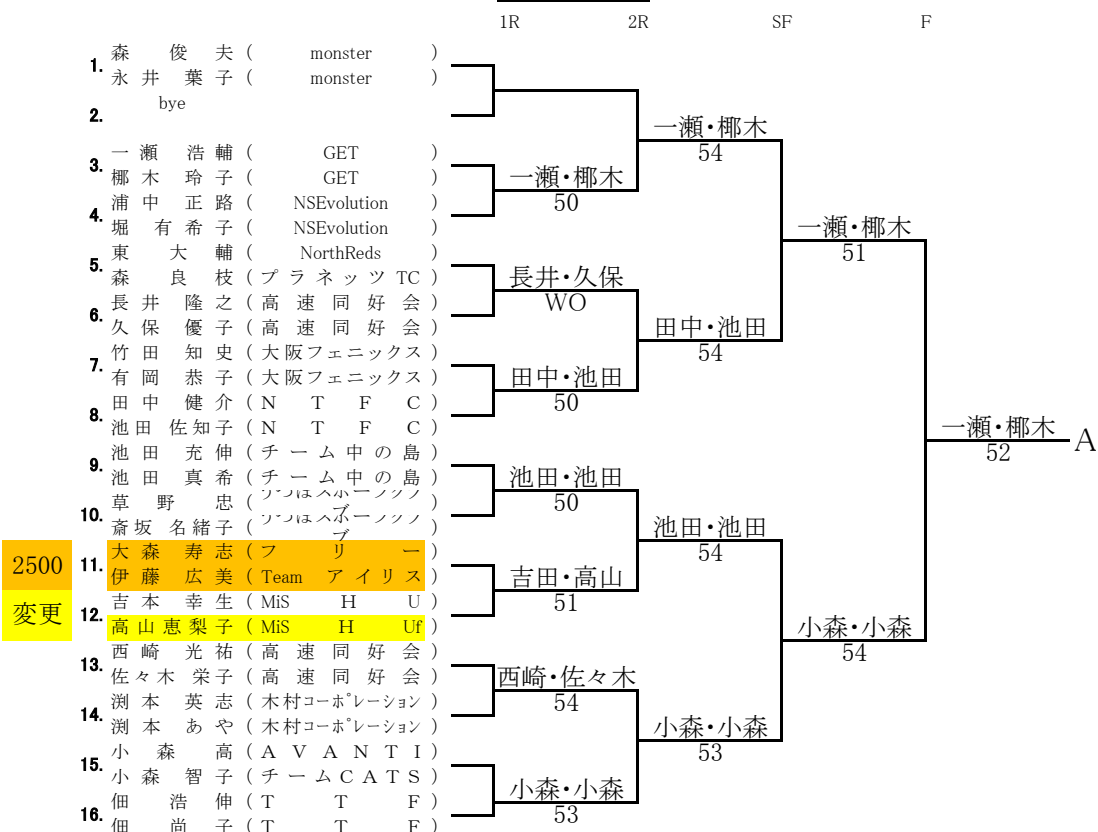 1R 2R SF F
1. 森 俊 夫 ( monster )
永 井 葉 子 ( monster )
2. bye
一瀬・椰木
54
3. 一 瀬 浩 輔 ( GET )
椰 木 玲 子 ( GET )
一瀬・椰木
50
4. 浦 中 正 路 ( NSEvolution )
堀 有 希 子 ( NSEvolution )
一瀬・椰木
51
5. 東 大 輔 ( NorthReds )
森 良 枝 ( プ ラ ネ ッ ツ TC )
長井・久保
WO
6. 長 井 隆 之 ( 高 速 同 好 会 )
久 保 優 子 ( 高 速 同 好 会 )
田中・池田
54
7. 竹 田 知 史 ( 大阪フェニックス )
有 岡 恭 子 ( 大阪フェニックス )
田中・池田
50
8. 田 中 健 介 ( N T F C )
池田 佐知子 ( N T F C )
一瀬・椰木 A
52
9. 池 田 充 伸 ( チ ー ム 中 の 島 )
池 田 真 希 ( チ ー ム 中 の 島 )
池田・池田
50
10. 草 野 忠 ( )
斎坂 名緒子 ( )
池田・池田
54
2500
11. 大 森 寿 志 ( フ リ ー )
伊 藤 広 美 ( Team ア イ リ ス )
吉田・高山
51
変更
12. 吉 本 幸 生 ( MiS H U )
高山恵梨子 ( MiS H Uf )
小森・小森
54
13. 西 崎 光 祐 ( 高 速 同 好 会 )
佐々木 栄子 ( 高 速 同 好 会 )
西崎・佐々木
54
14. 渕 本 英 志 ( 木村コーポレーション )
渕 本 あ や ( 木村コーポレーション )
小森・小森
53
15. 小 森 高 ( A V A N T I )
小 森 智 子 ( チ ー ム C A T S )
小森・小森
53
16. 佃 浩 伸 ( T T F )
佃 尚 子 ( T T F )